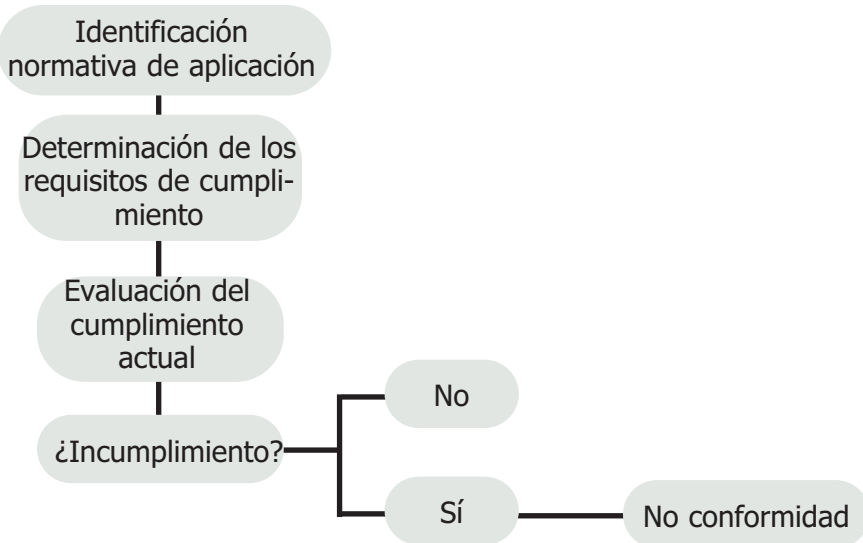 Identificación
normativa de aplicación
Determinación de los
requisitos de cumpli-
miento
Evaluación del
cumplimiento
actual
¿Incumplimiento?
No
Sí
No conformidad